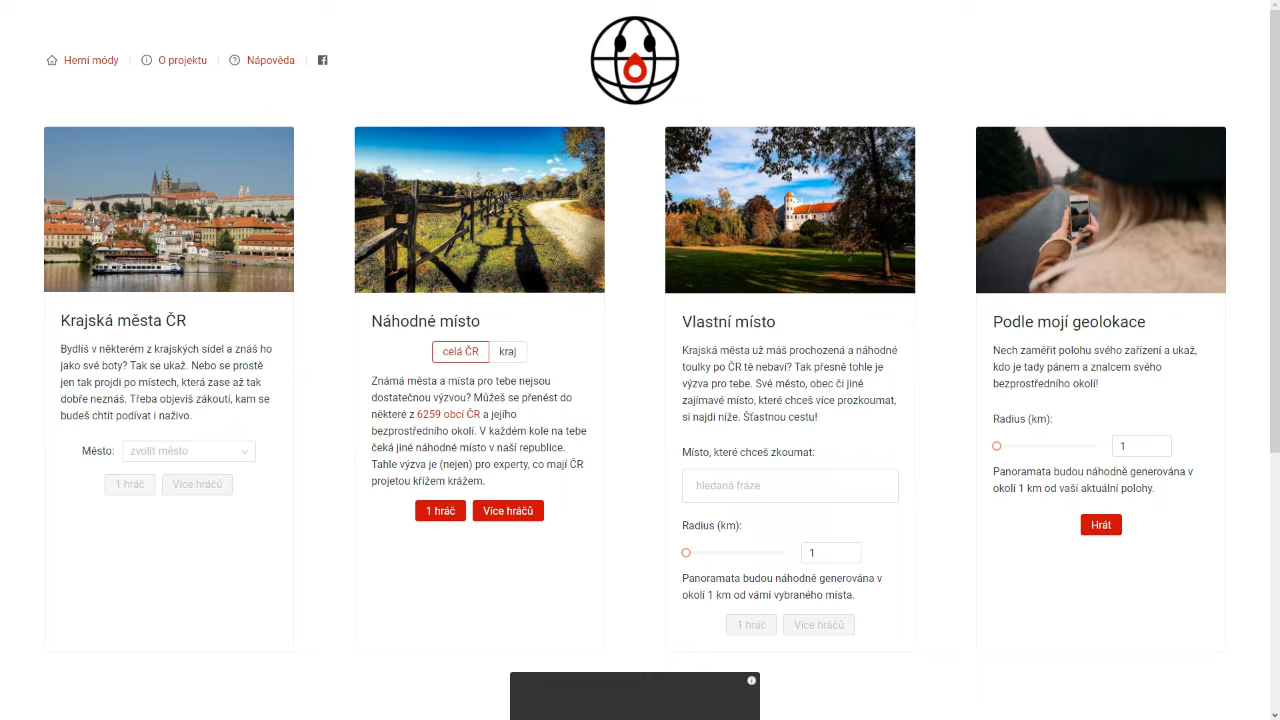 Herní módy
O projektu
Nápověda
Krajská města ČR
Bydlíš v některém z krajských sídel a znáš ho
jako své boty? Tak se ukaž. Nebo se prostě
jen tak projdi po místech, která zase až tak
dobře neznáš. Třeba objevíš zákoutí, kam se
budeš chtít podívat i naživo.
Město:
zvolit město
1 hráč
Více hráčů
Náhodné místo
celá ČR
kraj
Známá města a místa pro tebe nejsou
dostatečnou výzvou? Můžeš se přenést do
některé z 6259 obcí ČR a jejího
bezprostředního okolí. V každém kole na tebe
čeká jiné náhodné místo v naší republice.
Tahle výzva je (nejen) pro experty, co mají ČR
projetou křížem krážem.
1 hráč
Více hráčů
Vlastní místo
Krajská města už máš prochozená a náhodné
toulky po ČR tě nebaví? Tak přesně tohle je
výzva pro tebe. Své město, obec či jiné
zajímavé místo, které chceš více prozkoumat,
si najdi níže. Šťastnou cestu!
Místo, které chceš zkoumat:
hledaná fráze
Radius (km):
1
Panoramata budou náhodně generována v
okolí 1 km od vámi vybraného místa.
1 hráč
Více hráčů
Podle mojí geolokace
Nech zaměřit polohu svého zařízení a ukaž,
kdo je tady pánem a znalcem svého
bezprostředního okolí!
Radius (km):
1
Panoramata budou náhodně generována v
okolí 1 km od vaší aktuální polohy.
Hrát